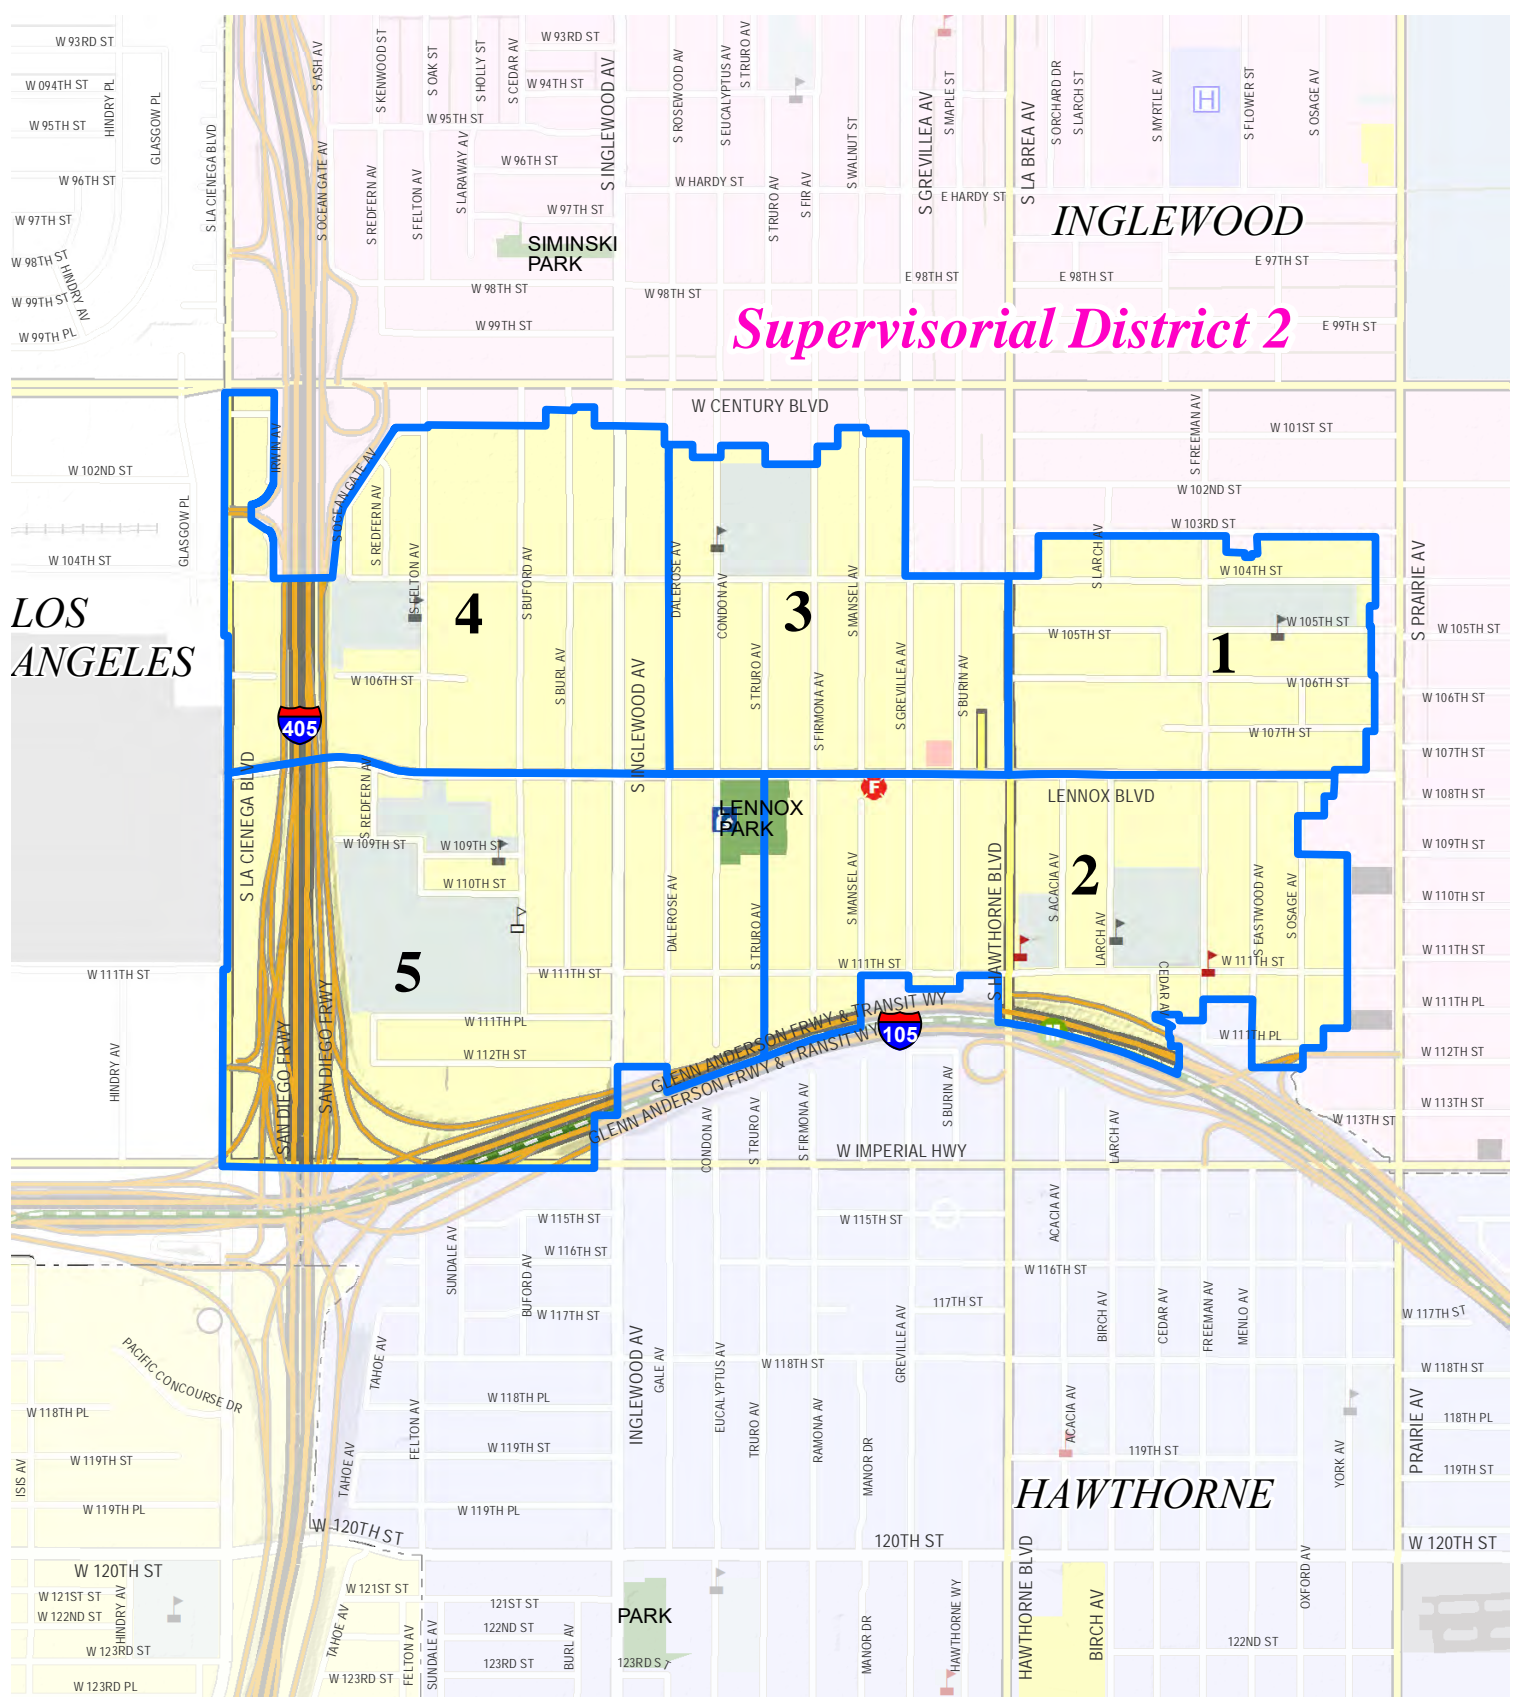 W 93RD ST
W 094TH ST
HINDRY PL
W 95TH ST
GLASGOW PL
W 96TH ST
W 97TH ST
W 98TH ST
HINDRY AV
W 99TH ST
W 99TH PL
S LA CIENEGA BLVD
S ASH AV
S OCEAN GATE AV
S KENWOOD ST
S OAK ST
S HOLLY ST
S CEDAR AV
W 93RD ST
W 94TH ST
W 95TH ST
W 96TH ST
W 97TH ST
S REDFERN AV
S FELTON AV
S LARAWAY AV
S INGLEWOOD AV
SIMINSKI
PARK
W 98TH ST
W 99TH ST
W 98TH ST
S ROSEWOOD AV
S EUCALYPTUS AV
S TRURO AV
W HARDY ST
S TRURO AV
S FIR AV
S WALNUT ST
S GREVILLEA AV
S MAPLE ST
E HARDY ST
E 98TH ST
S LA BREA AV
S ORCHARD DR
S LARCH ST
S MYRTLE AV
H
S FLOWER ST
S OSAGE AV
INGLEWOOD
E 97TH ST
E 98TH ST
E 99TH ST
Supervisorial District 2
W CENTURY BLVD
W 102ND ST
GLASGOW PL
W 104TH ST
LOS
ANGELES
IRWIN AV
S OCEAN GATE AV
S REDFERN AV
S FELTON AV
4
S BUFORD AV
S BURL AV
W 106TH ST
405
S INGLEWOOD AV
DALEROSE AV
CONDON AV
3
S TRURO AV
S FIRMONA AV
S MANSEL AV
S GREVILLEA AV
S BURIN AV
S FREEMAN AV
W 101ST ST
W 102ND ST
W 103RD ST
S LARCH AV
W 104TH ST
W 105TH ST
W 105TH ST
1
W 106TH ST
W 107TH ST
S PRAIRIE AV
W 105TH ST
W 106TH ST
W 107TH ST
W 108TH ST
W 109TH ST
W 110TH ST
W 111TH ST
W 111TH PL
W 112TH ST
W 113TH ST
W 113TH ST
S LA CIENEGA BLVD
S REDFERN AV
W 109TH ST
W 109TH ST
W 110TH ST
5
W 111TH ST
W 111TH ST
W 111TH PL
W 112TH ST
HINDRY AV
SAN DIEGO FRWY
SAN DIEGO FRWY
LENNOX
PARK
F
DALEROSE AV
S TRURO AV
S MANSEL AV
W 111TH ST
GLENN ANDERSON FRWY & TRANSIT WY
GLENN ANDERSON FRWY & TRANSIT WY
105
S HAWTHORNE BLVD
LENNOX BLVD
2
S ACACIA AV
LARCH AV
CEDAR AV
S EASTWOOD AV
S OSAGE AV
W 111TH ST
W 111TH PL
CONDON AV
S TRURO AV
S FIRMONA AV
S BURIN AV
LARCH AV
W IMPERIAL HWY
W 115TH ST
W 116TH ST
W 117TH ST
SUNDALE AV
BUFORD AV
W 115TH ST
ACACIA AV
W 116TH ST
117TH ST
BIRCH AV
CEDAR AV
FREEMAN AV
MENLO AV
W 117TH ST
PACIFIC CONCOURSE DR
TAHOE AV
INGLEWOOD AV
GALE AV
EUCALYPTUS AV
W 118TH ST
GREVILLEA AV
W 118TH ST
W 118TH PL
W 118TH PL
FELTON AV
TRURO AV
RAMONA AV
MANOR DR
ACACIA AV
119TH ST
YORK AV
PRAIRIE AV
118TH PL
119TH ST
W 119TH ST
ISIS AV
W 119TH PL
TAHOE AV
W 119TH ST
W 119TH PL
HAWTHORNE
W 120TH ST
120TH ST
W 120TH ST
W 120TH ST
W 121ST ST
HINDRY AV
W 122ND ST
W 123RD ST
W 123RD PL
W 121ST ST
TAHOE AV
W 123RD ST
FELTON AV
SUNDALE AV
121ST ST
122ND ST
123RD ST
BURL AV
PARK
123RD ST
MANOR DR
HAWTHORNE WY
HAWTHORNE BLVD
BIRCH AV
OXFORD AV
122ND ST